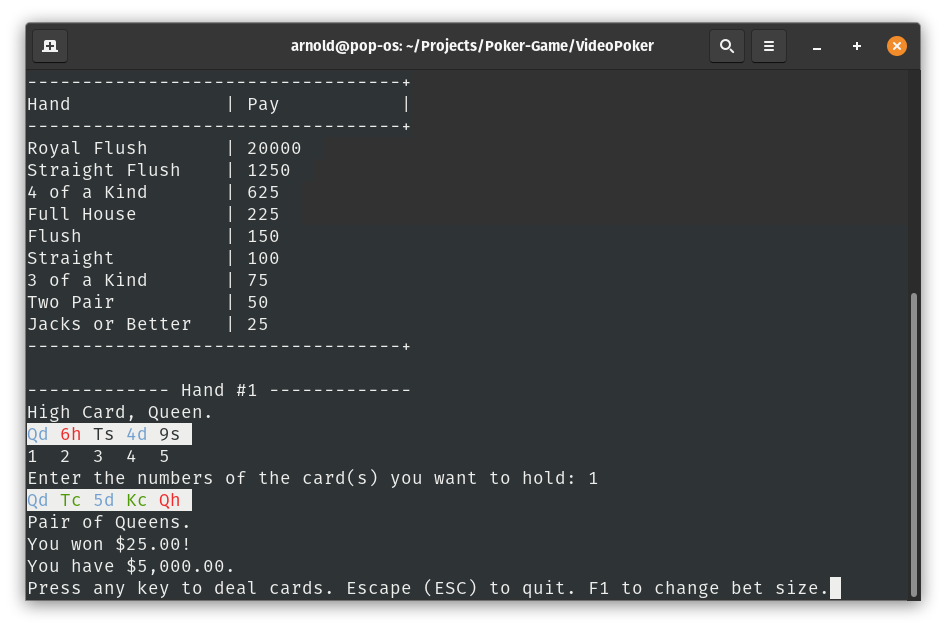 arnold@pop-os: ~/Projects/Poker-Game/VideoPoker
----------------------------------+
Hand              | Pay           |
----------------------------------+
Royal Flush       | 20000
Straight Flush    | 1250
4 of a Kind       | 625
Full House        | 225
Flush             | 150
Straight          | 100
3 of a Kind       | 75
Two Pair          | 50
Jacks or Better   | 25
----------------------------------+
------------- Hand #1 -------------
High Card, Queen.
Qd 6h Ts 4d 9s
1  2  3  4  5
Enter the numbers of the card(s) you want to hold: 1
Qd Tc 5d Kc Qh
Pair of Queens.
You won $25.00!
You have $5,000.00.
Press any key to deal cards. Escape (ESC) to quit. F1 to change bet size.